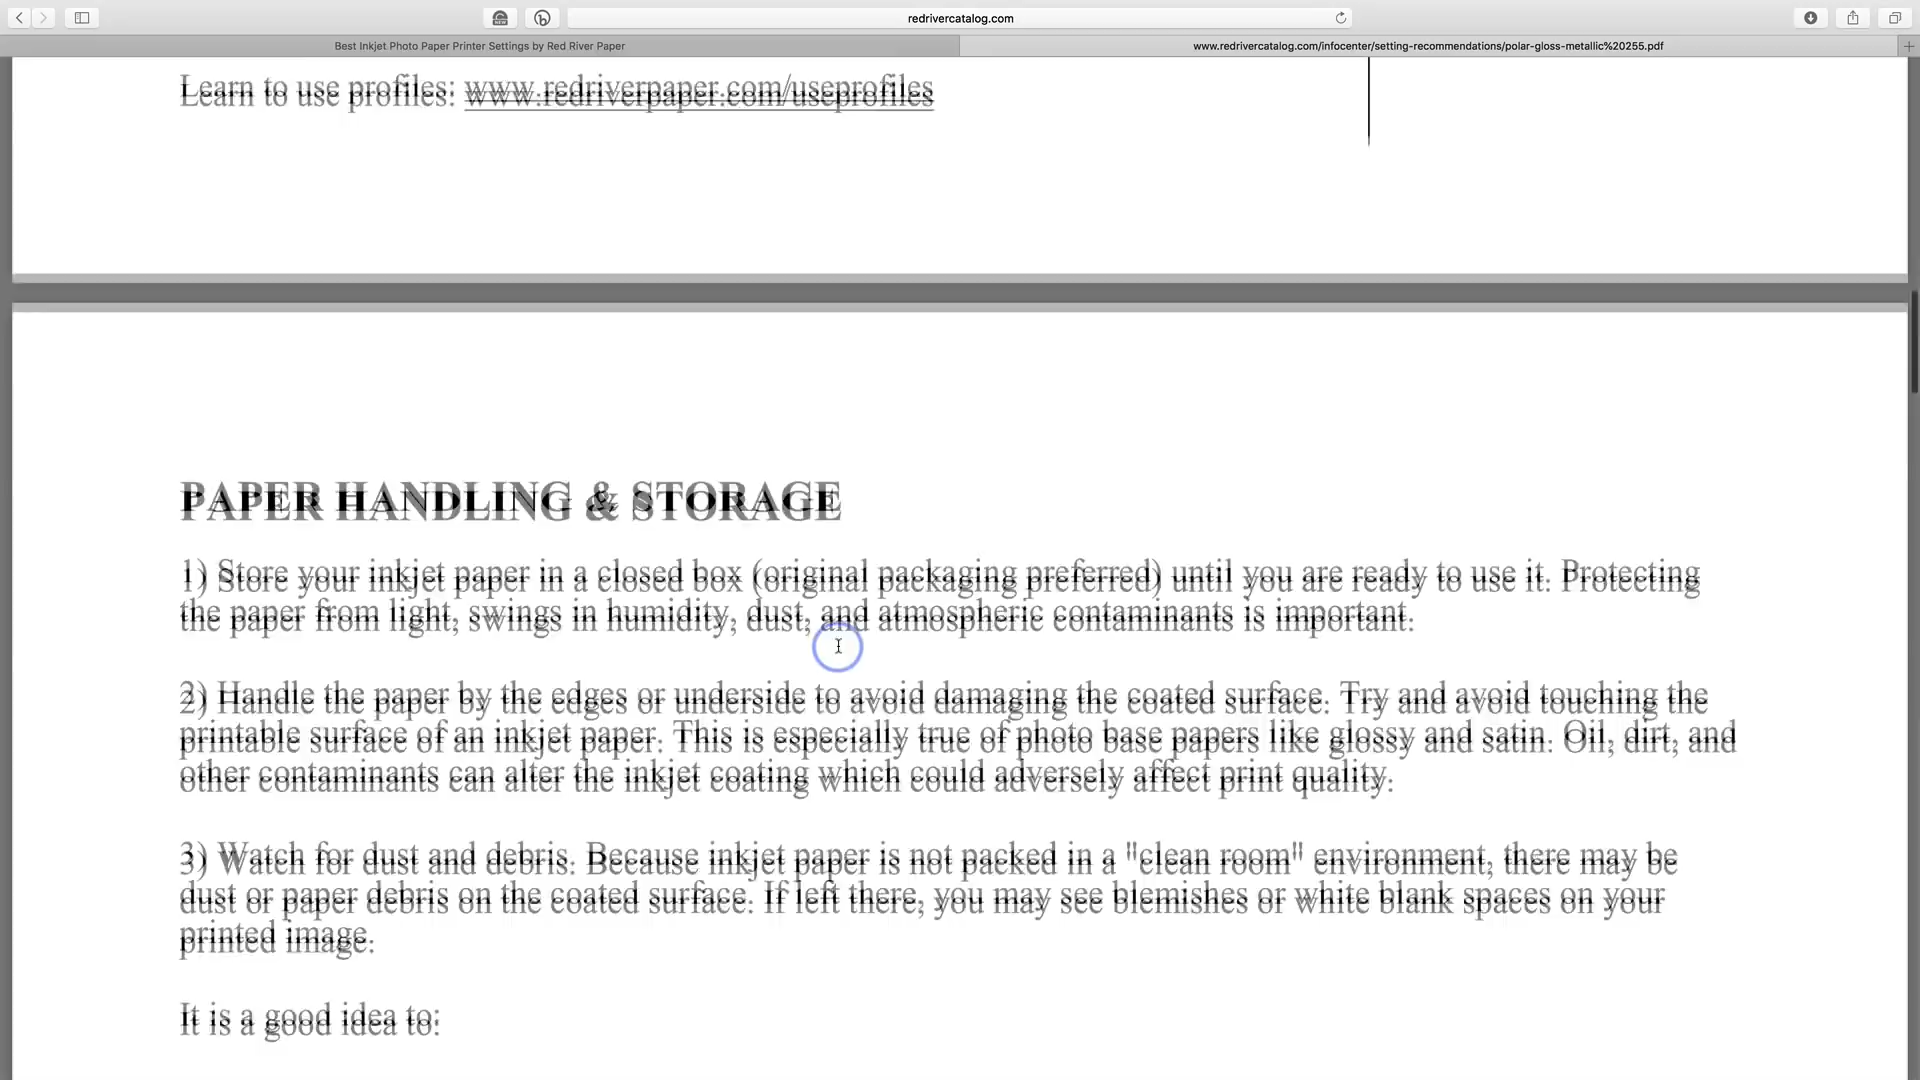 redrivercatalog.com
Best Inkjet Photo Paper Printer Settings by Red River Paper
www.redrivercatalog.com/infocenter/setting-recommendations/polar-gloss-metallic%20255.pdf
Learn to use profiles: www.redriverpaper.com/useprofiles
PAPER HANDLING & STORAGE
1) Store your inkjet paper in a closed box (original packaging preferred) until you are ready to use it. Protecting
the paper from light, swings in humidity, dust, and atmospheric contaminants is important.
2) Handle the paper by the edges or underside to avoid damaging the coated surface. Try and avoid touching the
printable surface of an inkjet paper. This is especially true of photo base papers like glossy and satin. Oil, dirt, and
other contaminants can alter the inkjet coating which could adversely affect print quality.
3) Watch for dust and debris. Because inkjet paper is not packed in a "clean room" environment, there may be
dust or paper debris on the coated surface. If left there, you may see blemishes or white blank spaces on your
printed image.
It is a good idea to: